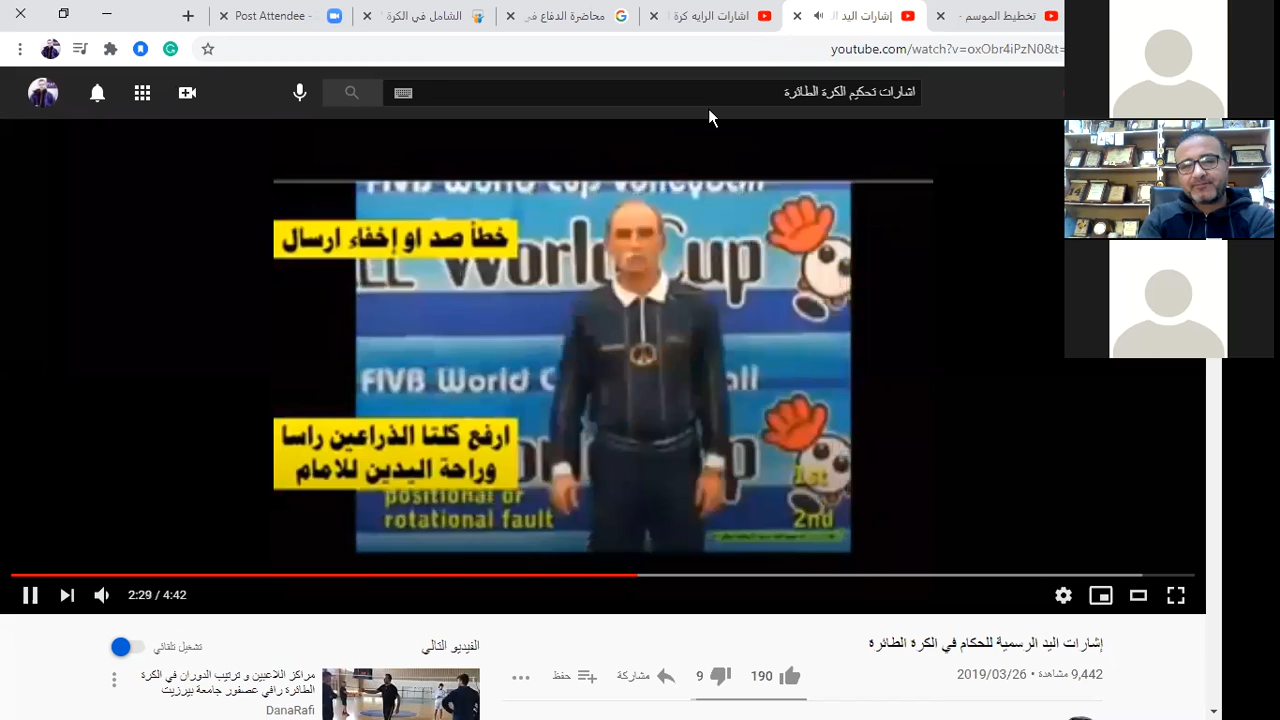 Post Attendee -
الشامل في الكرة
محاضرة الدفاع في
اشارات الرايه كرة ا
إشارات اليد ال
تخطيط الموسم -
youtube.com/watch?v=oxObr4iPzN0&t=
اشارات تحكيم الكرة الطائرة
FIVB World Cup Volleyball
World Cup
خطأ صد او إخفاء ارسال
FIVB World
ارفع كلتا الذراعين راسا
وراحة اليدين للامام
positional or
rotational fault
1st
2nd
2:29 / 4:42
إشارات اليد الرسمية للحكام في الكرة الطائرة
9,442 مشاهدة • 2019/03/26
190
9
مشاركة
حفظ
الفيديو التالي
تشغيل تلقائي
مراكز اللاعبين و ترتيب الدوران في الكرة
الطائرة رافي عصفور جامعة بيرزيت
DanaRafi